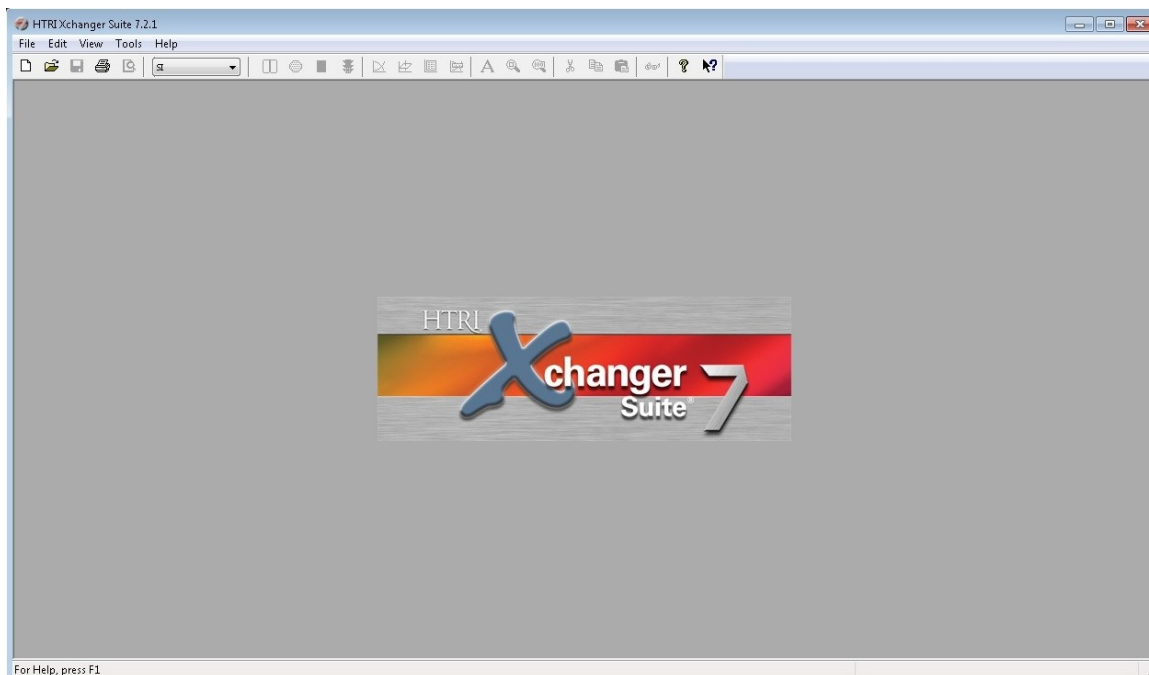 HTRI Xchanger Suite 7.2.1
File Edit View Tools Help
SI
A
HTRI
Xchanger
Suite® 7
For Help, press F1